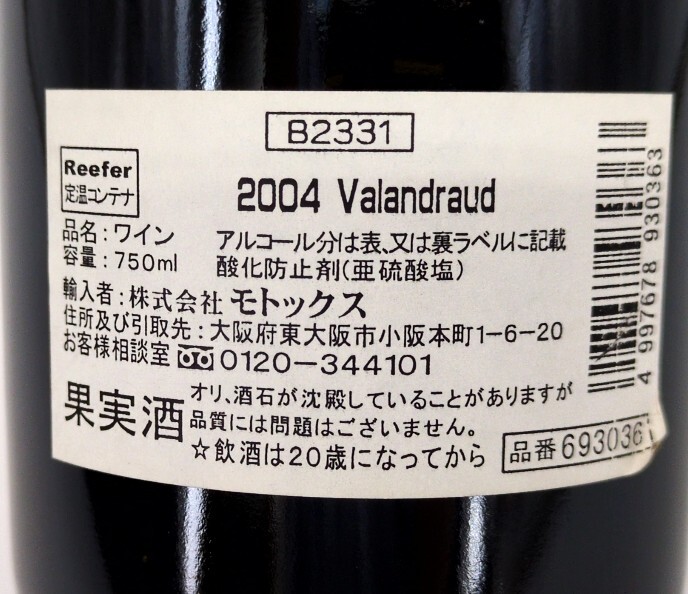 B2331
Reefer
定温コンテナ
2004 Valandraud
品名:ワイン
容量:750ml
アルコール分は表、又は裏ラベルに記載
酸化防止剤(亜硫酸塩)
輸入者:株式会社 モトックス
住所及び引取先:大阪府東大阪市小阪本町1-6-20
お客様相談室 0120-344101
果実酒
オリ、酒石が沈殿していることがありますが
品質には問題はございません。
☆飲酒は20歳になってから
品番693036
4 997678 930363